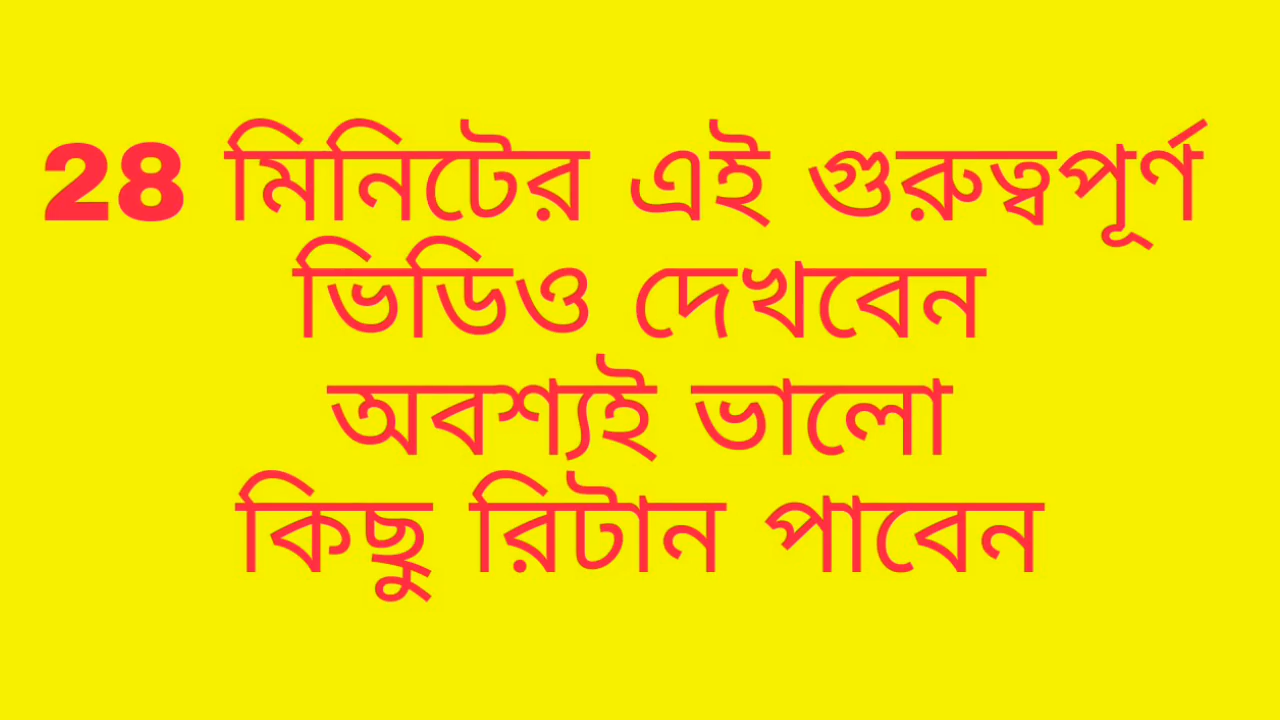 28 মিনিটের এই গুরুত্বপূর্ণ
ভিডিও দেখবেন
অবশ্যই ভালো
কিছু রিটান পাবেন